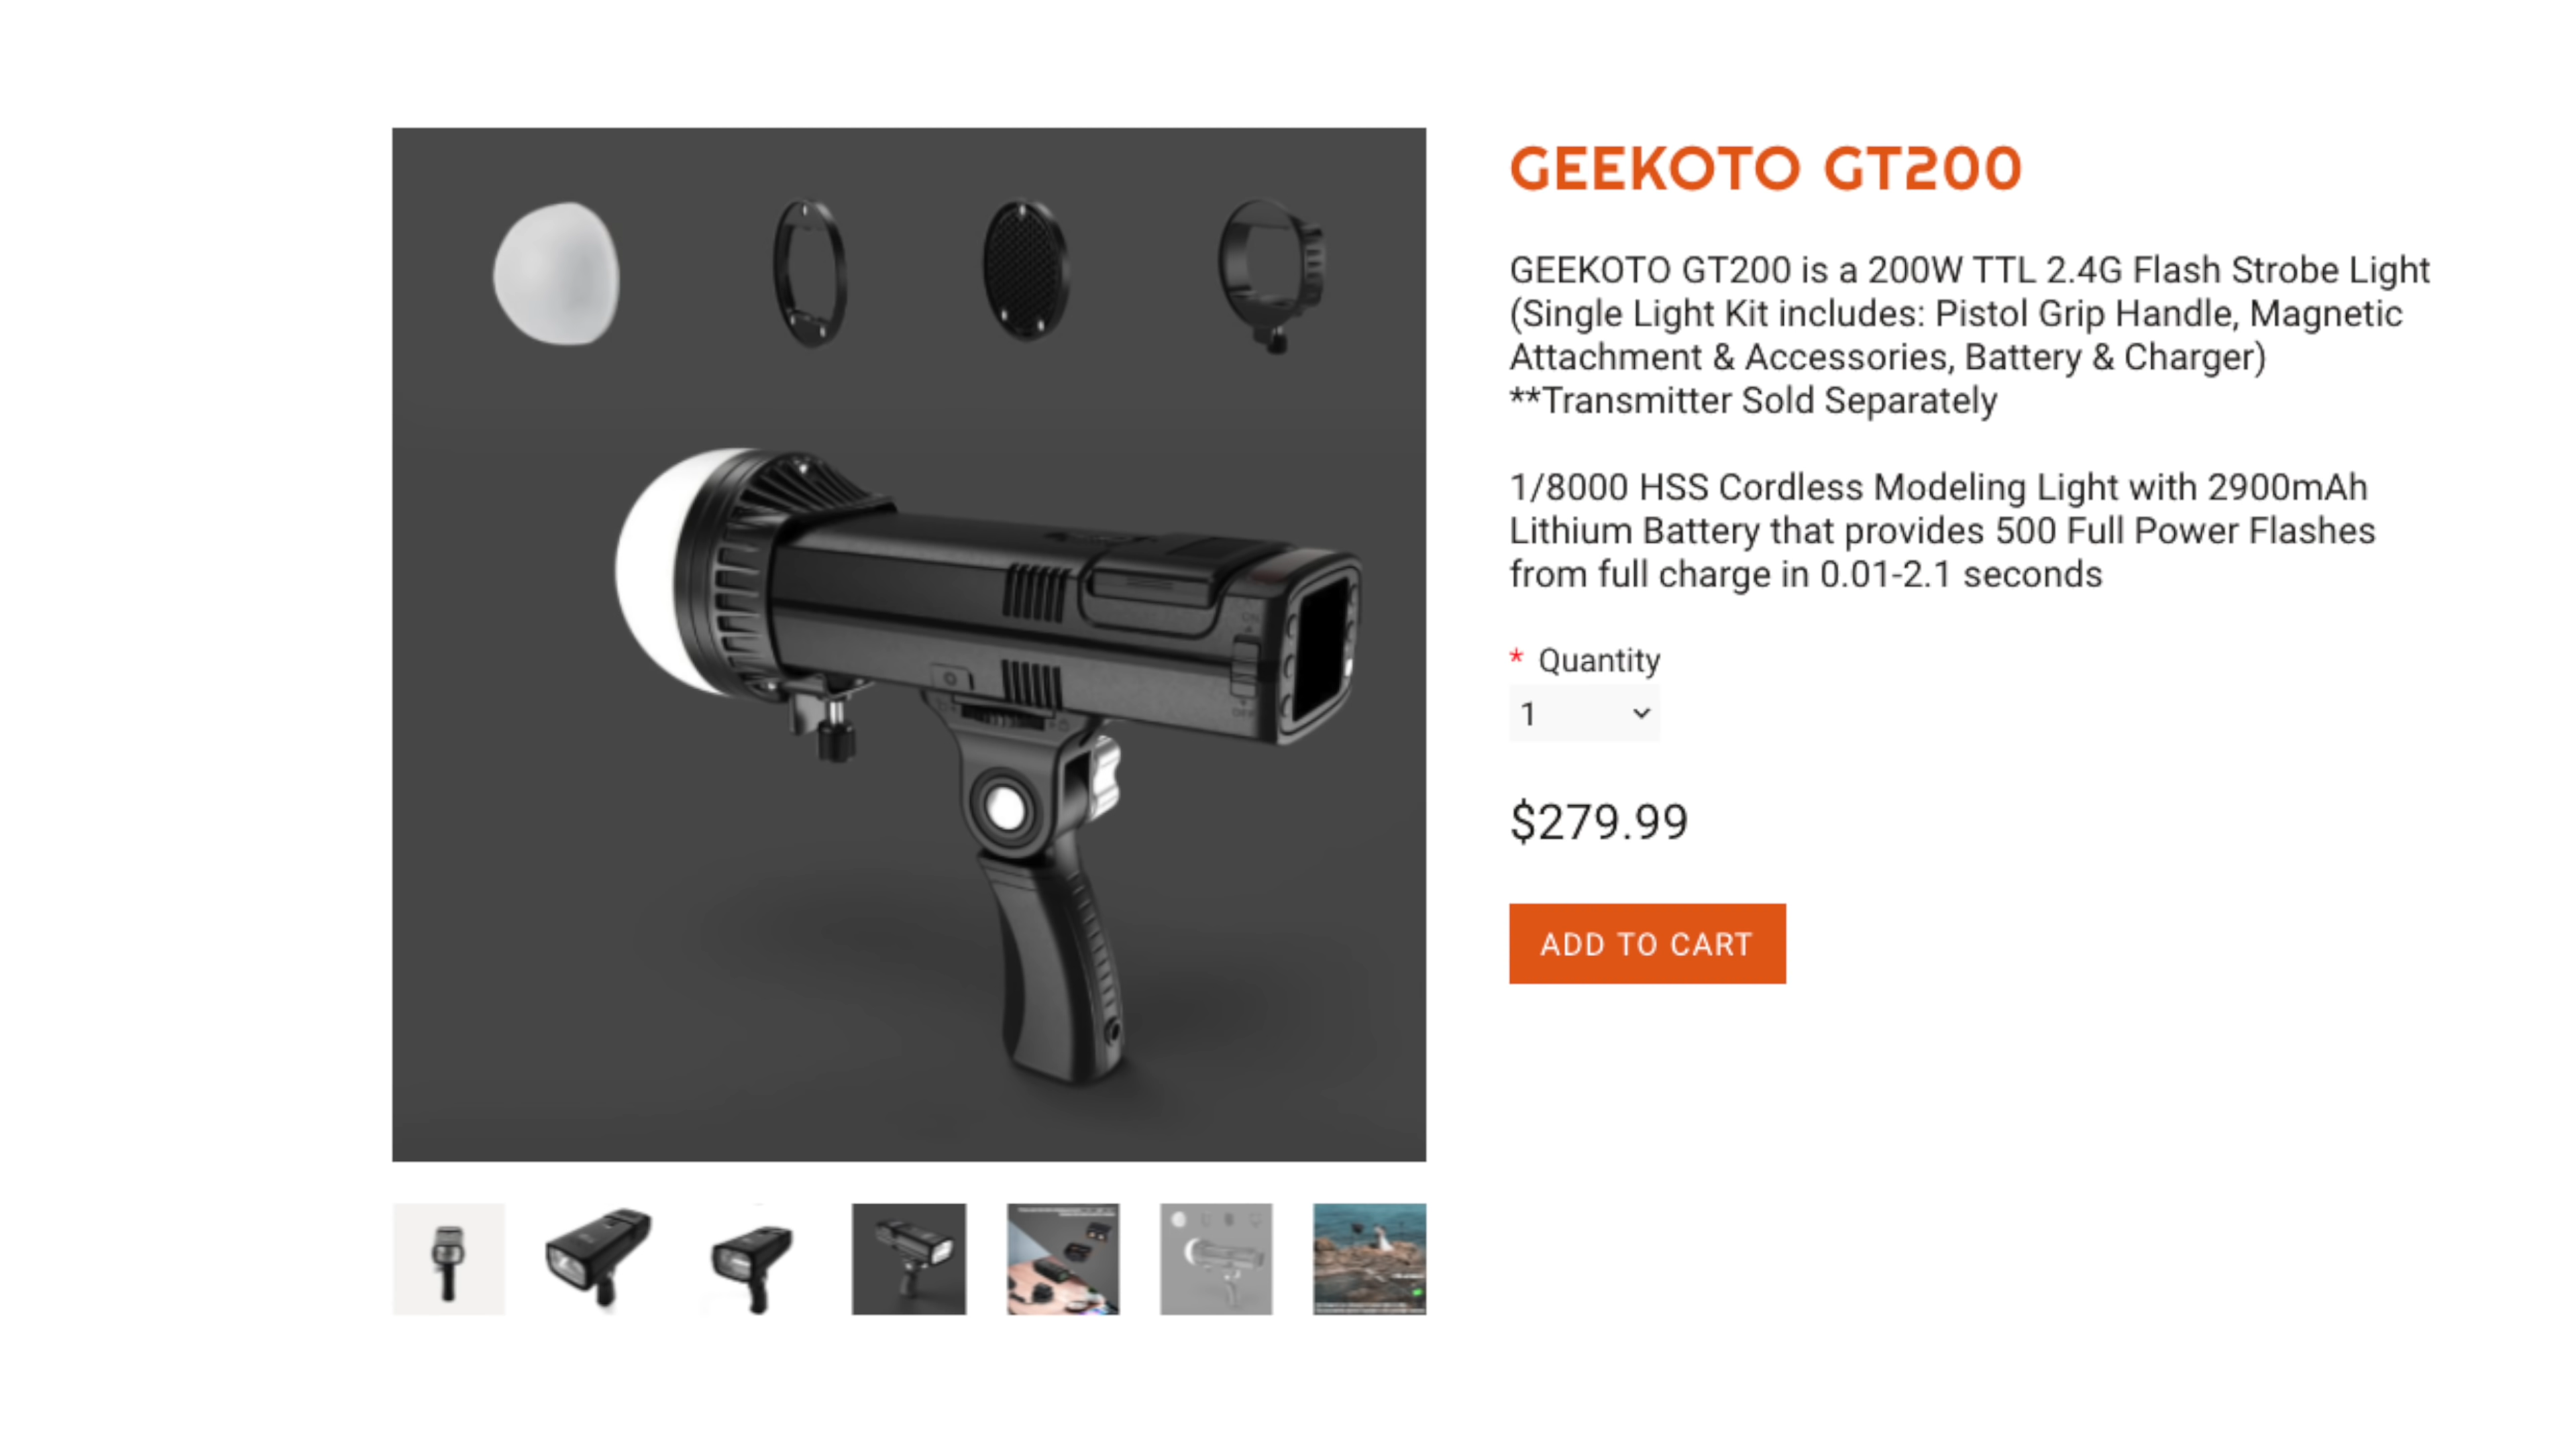 GEEKOTO GT200
GEEKOTO GT200 is a 200W TTL 2.4G Flash Strobe Light
(Single Light Kit includes: Pistol Grip Handle, Magnetic
Attachment & Accessories, Battery & Charger)
**Transmitter Sold Separately
1/8000 HSS Cordless Modeling Light with 2900mAh
Lithium Battery that provides 500 Full Power Flashes
from full charge in 0.01-2.1 seconds
* Quantity
1
$279.99
ADD TO CART
ON
OFF